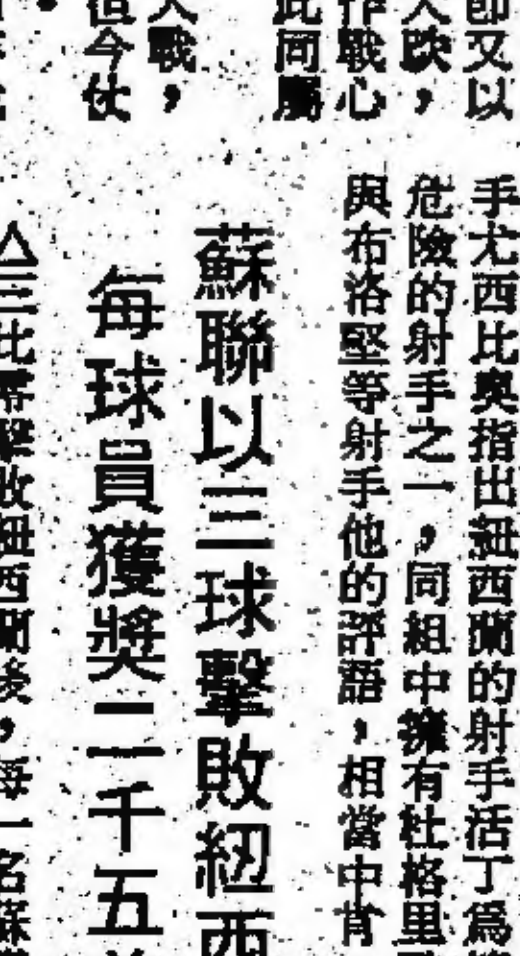 又以
作戰心
此同屬
戰，
但今仗
手尤西比奧指出紐西蘭的射手活丁爲
危險的射手之一，同組中擁有杜格里
與布洛堅等射手他的評語，相當中肯
蘇聯以三球擊敗紐西
每球員獲獎二千五
△三比零擊敗紐西蘭後，每一名蘇